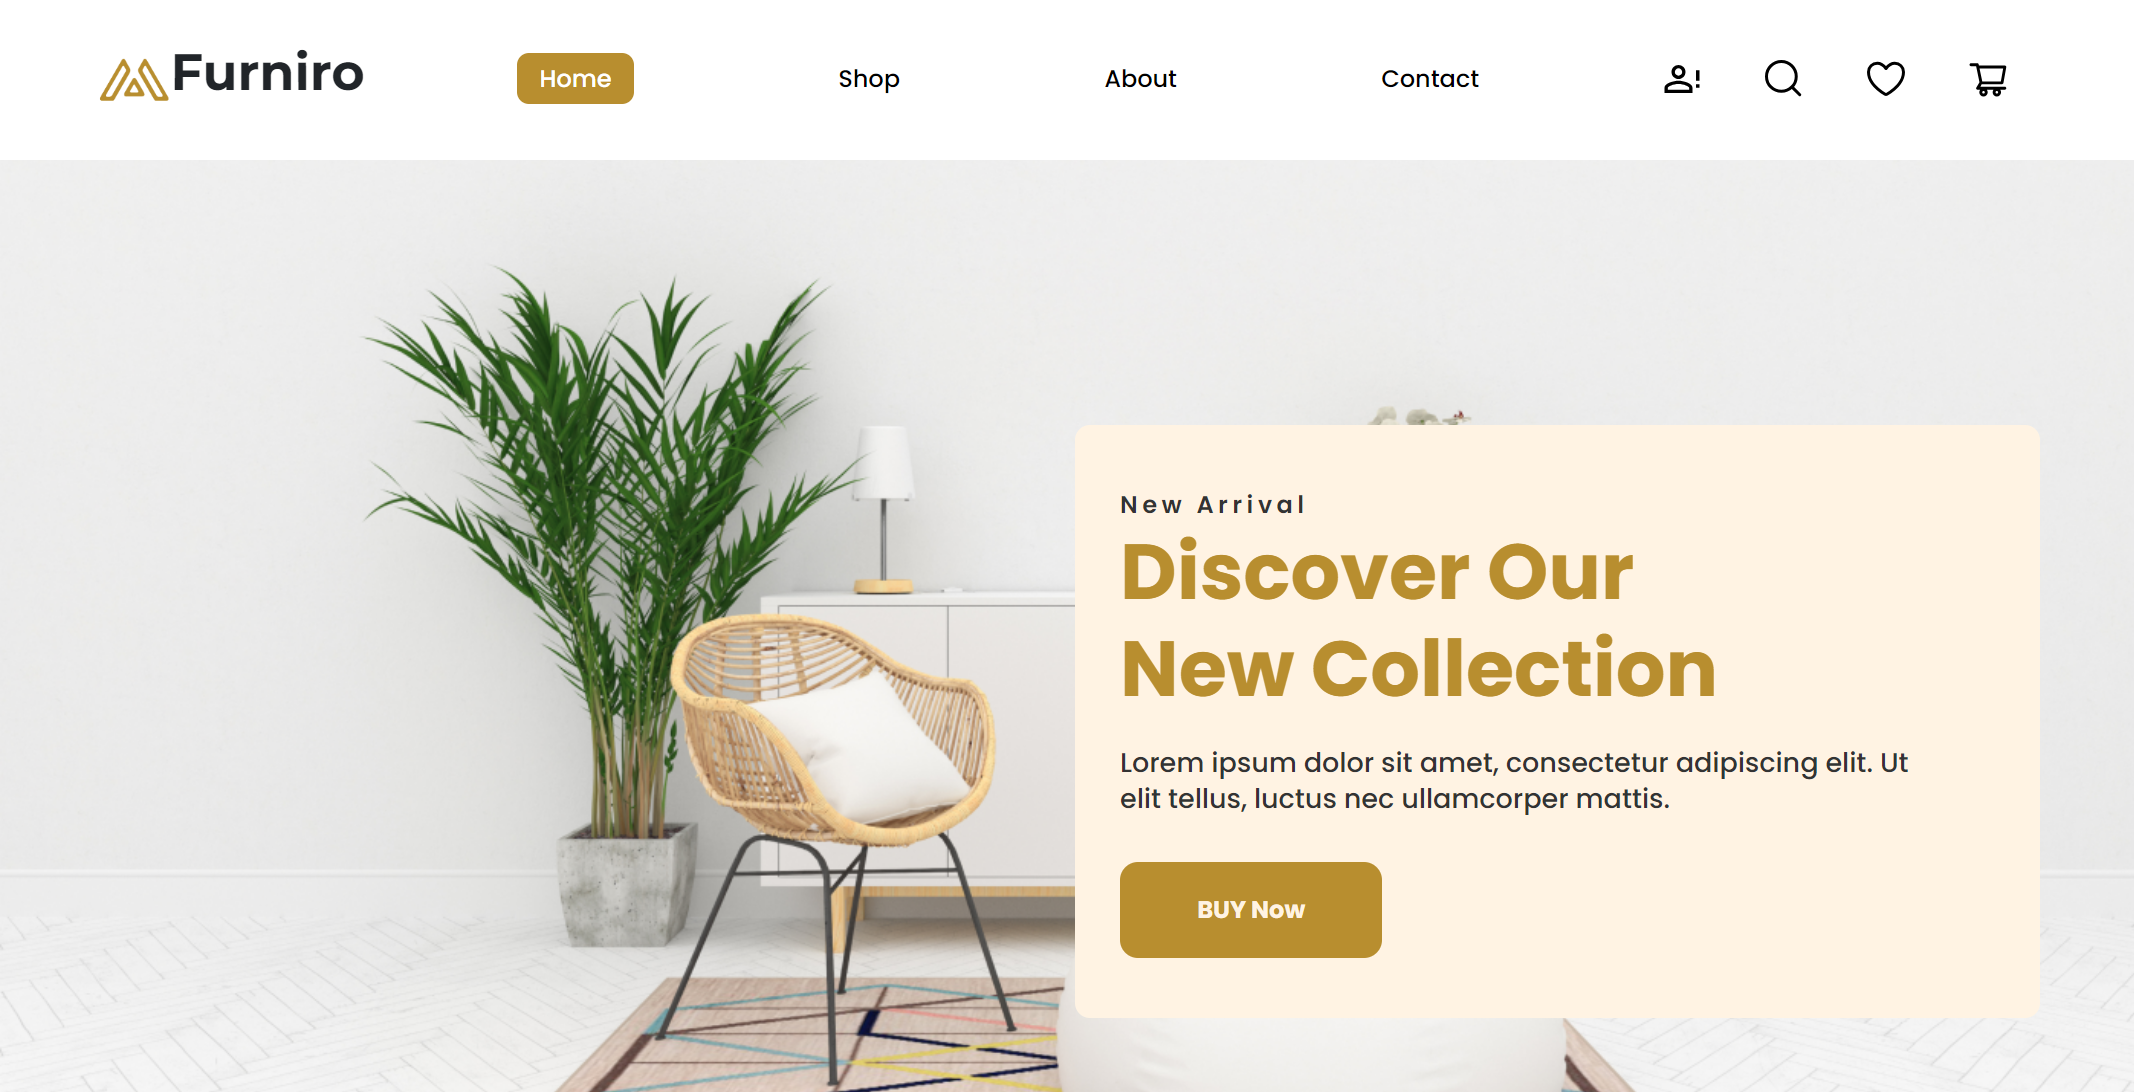 Furniro
Home
Shop
About
Contact
New Arrival
Discover Our
New Collection
Lorem ipsum dolor sit amet, consectetur adipiscing elit. Ut
elit tellus, luctus nec ullamcorper mattis.
BUY Now